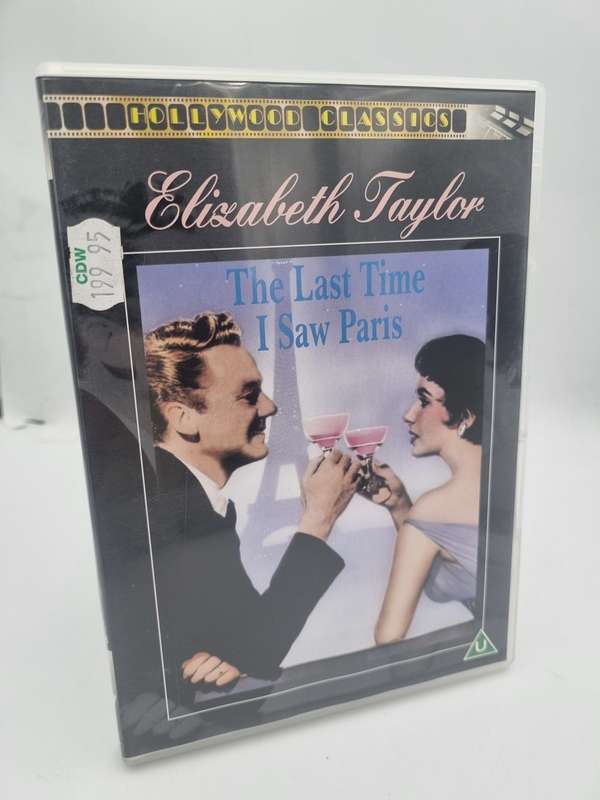 HOLLYWOOD CLASSICS
Elizabeth Taylor
CDW
199.95
The Last Time
I Saw Paris
U